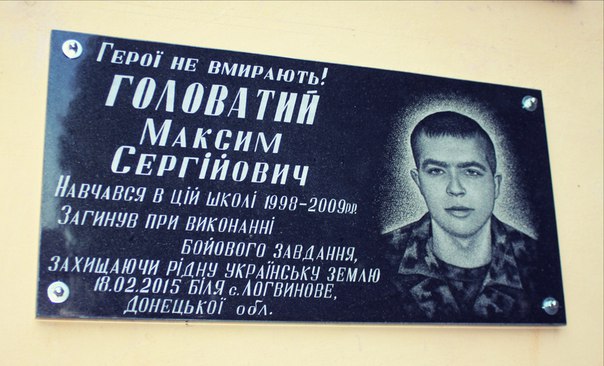 Герої не вмирають!
ГОЛОВАТИЙ
Максим
Сергійович
Навчався в цій школі 1998-2009р.р.
Загинув при виконанні
бойового завдання,
захищаючи рідну українську землю
18.02.2015 біля с. Логвинове,
Донецької обл.